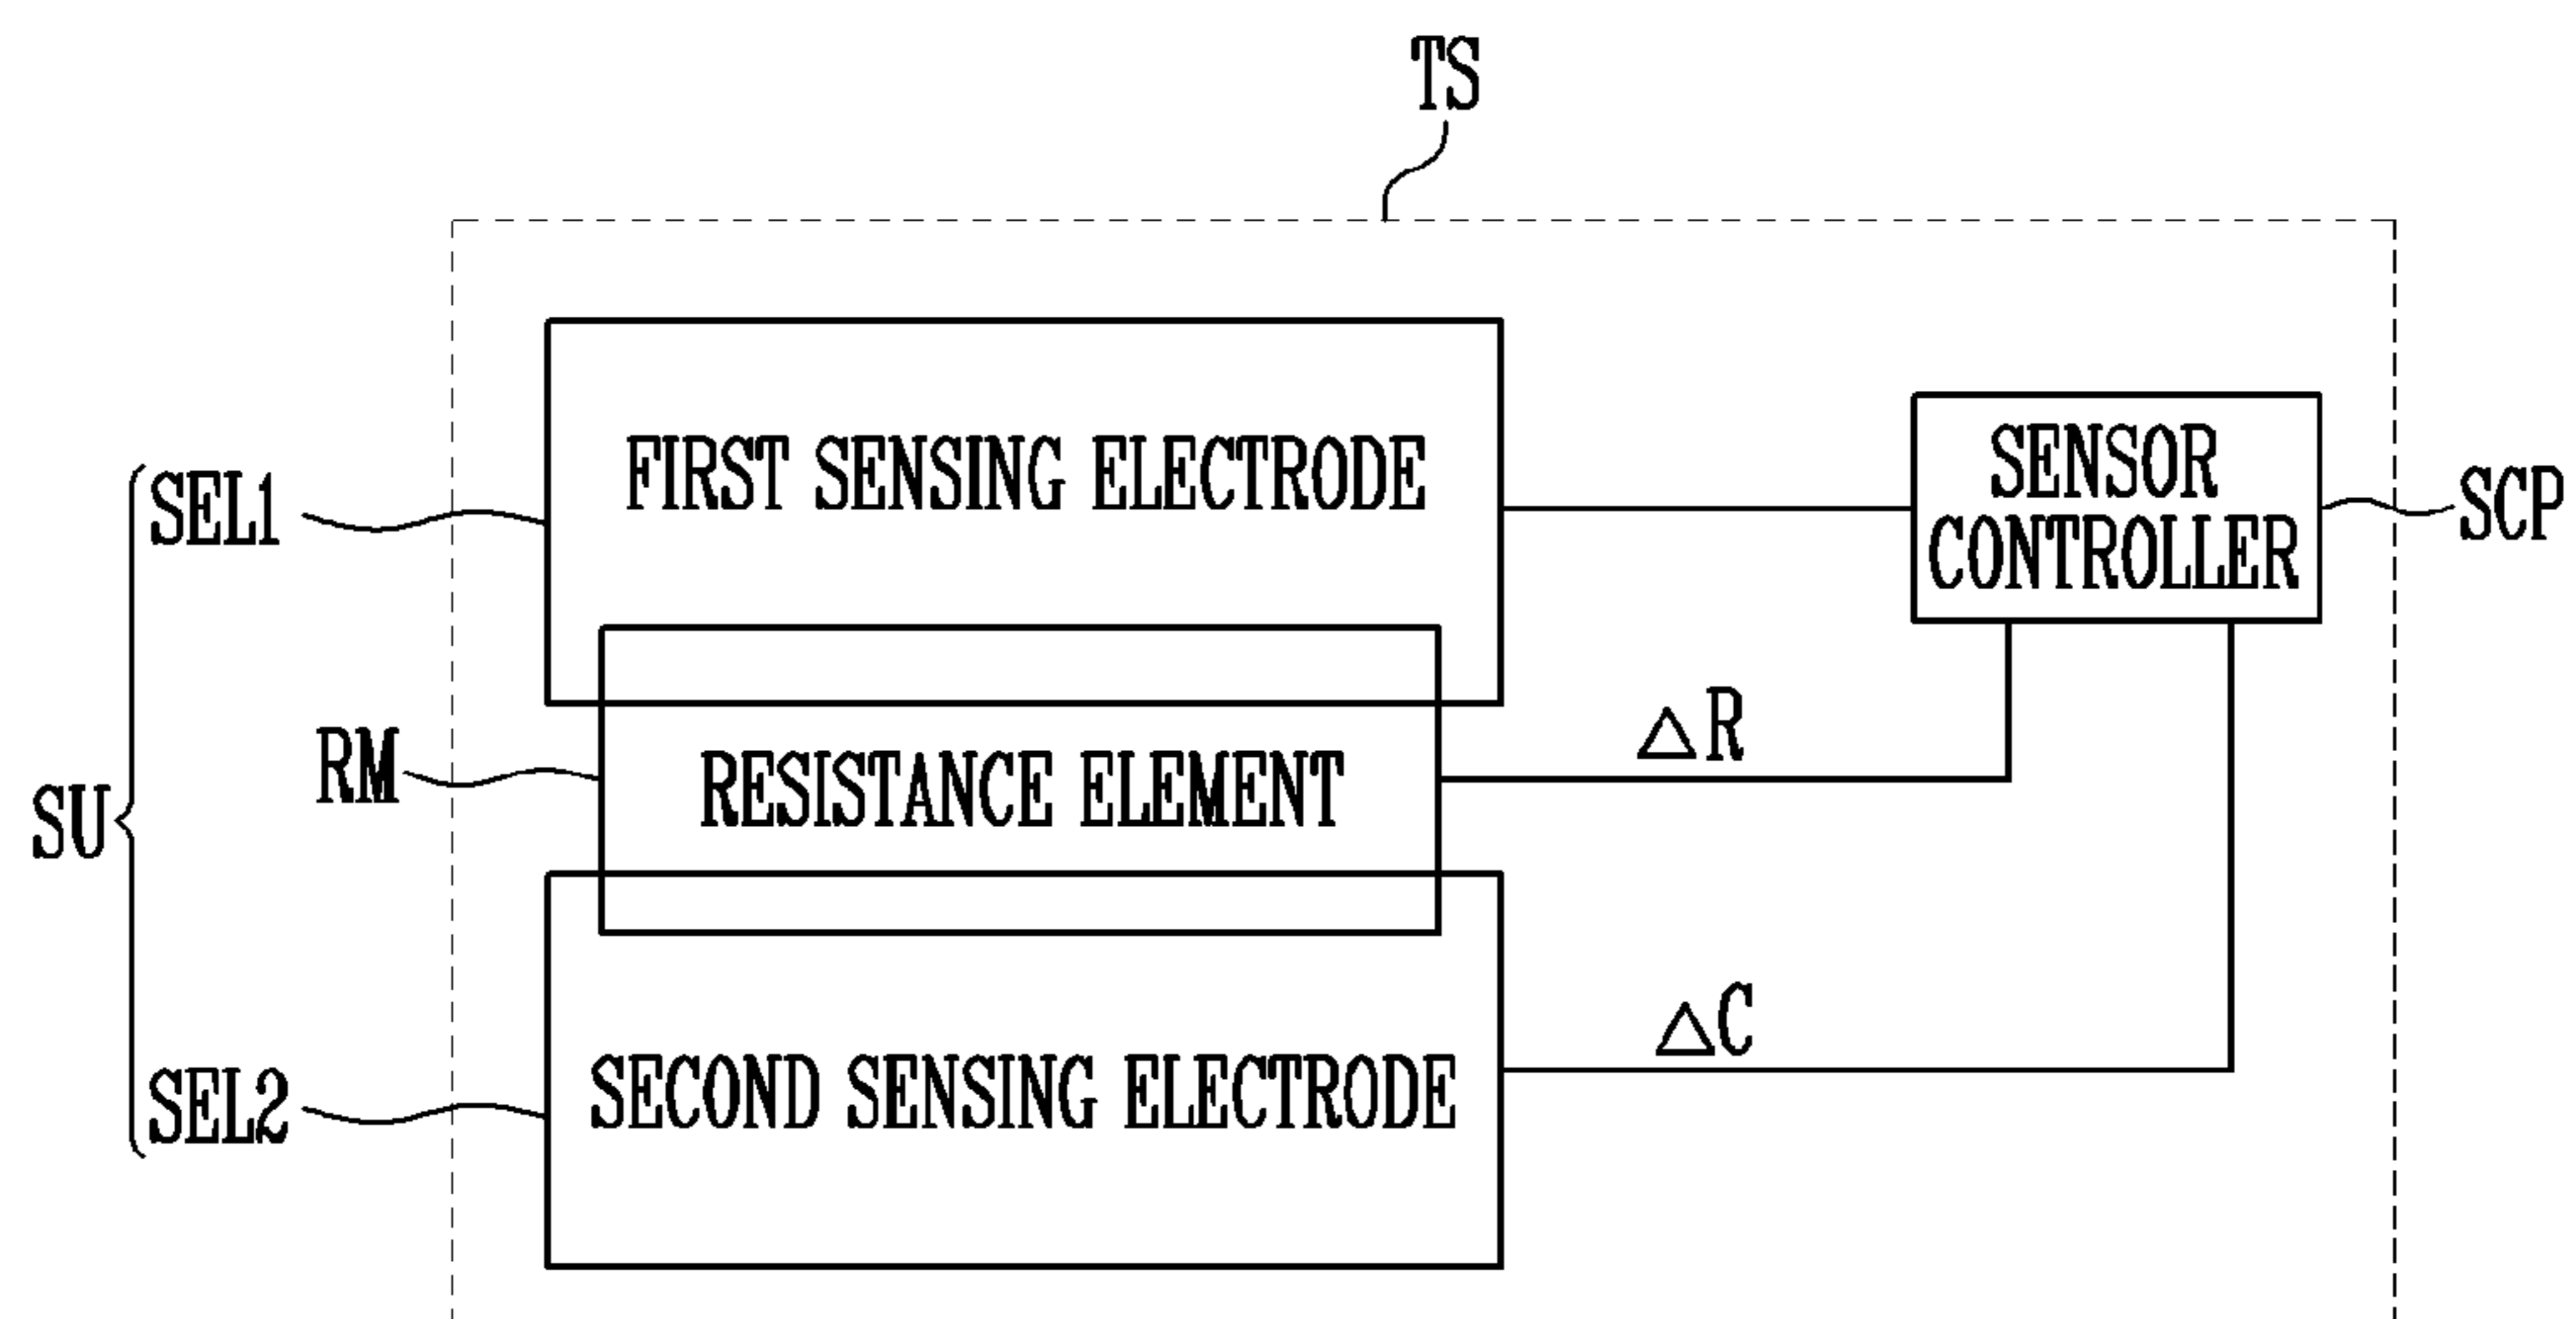 TS
FIRST SENSING ELECTRODE
SENSOR
CONTROLLER
SEL1
SCP
RM
RESISTANCE ELEMENT
△R
SU
SEL2
SECOND SENSING ELECTRODE
△C